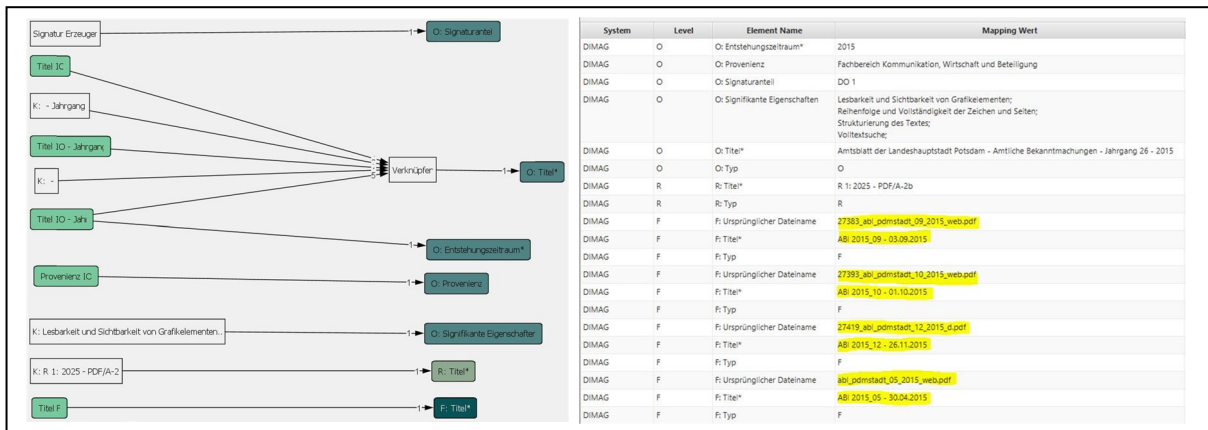 Signatur Erzeuger
1
O: Signaturantei
Titel IC
K: - Jahrgang
Titel IO - Jahrgang
Verknüpfer
1
O: Titel*
K: -
5
Titel IO - Jahr
1
O: Entstehungszeitraum*
Provenienz IC
1
O: Provenienz
K: Lesbarkeit und Sichtbarkeit von Grafikelementen..
1
O: Signifikante Eigenschafter
K: R 1: 2025 - PDF/A-2
1
R: Titel*
Titel F
1
F: Titel*
System Level Element Name Mapping Wert
DIMAG O O: Entstehungszeitraum* 2015
DIMAG O O: Provenienz Fachbereich Kommunikation, Wirtschaft und Beteiligung
DIMAG O O: Signaturanteil DO 1
DIMAG O O: Signifikante Eigenschaften Lesbarkeit und Sichtbarkeit von Grafikelementen;
Reihenfolge und Vollständigkeit der Zeichen und Seiten;
Strukturierung des Textes;
Volltextsuche;
DIMAG O O: Titel* Amtsblatt der Landeshauptstadt Potsdam - Amtliche Bekanntmachungen - Jahrgang 26 - 2015
DIMAG O O: Typ O
DIMAG R R: Titel* R 1: 2025 - PDF/A-2b
DIMAG R R: Typ R
DIMAG F F: Ursprünglicher Dateiname 27383_abl_pdmstadt_09_2015_web.pdf
DIMAG F F: Titel* ABl 2015_09 - 03.09.2015
DIMAG F F: Typ F
DIMAG F F: Ursprünglicher Dateiname 27393_abl_pdmstadt_10_2015_web.pdf
DIMAG F F: Titel* ABl 2015_10 - 01.10.2015
DIMAG F F: Typ F
DIMAG F F: Ursprünglicher Dateiname 27419_abl_pdmstadt_12_2015_d.pdf
DIMAG F F: Titel* ABl 2015_12 - 26.11.2015
DIMAG F F: Typ F
DIMAG F F: Ursprünglicher Dateiname abl_pdmstadt_05_2015_web.pdf
DIMAG F F: Titel* ABl 2015_05 - 30.04.2015
DIMAG F F: Typ F